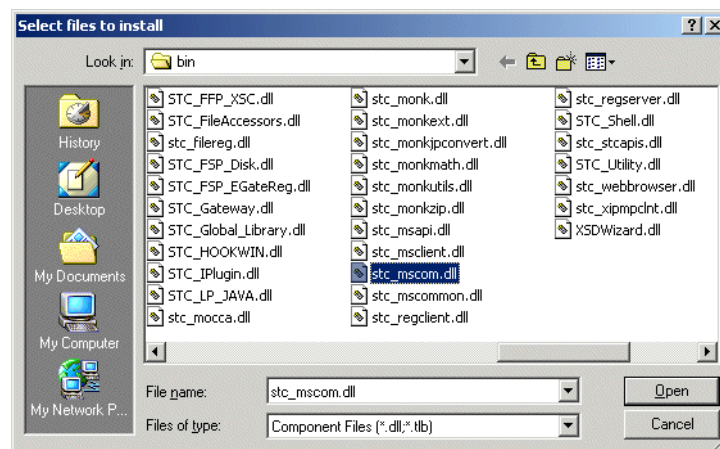 Select files to install
Look in:
bin
History
Desktop
My Documents
My Computer
My Network P...
STC_FFP_XSC.dll
STC_FileAccessors.dll
stc_filereg.dll
STC_FSP_Disk.dll
STC_FSP_EGateReg.dll
STC_Gateway.dll
STC_Global_Library.dll
STC_HOOKWIN.dll
STC_IPlugin.dll
STC_LP_JAVA.dll
stc_mocca.dll
stc_monk.dll
stc_monkext.dll
stc_monkjpconvert.dll
stc_monkmath.dll
stc_monkutils.dll
stc_monkzip.dll
stc_msapi.dll
stc_msclient.dll
stc_mscom.dll
stc_mscommon.dll
stc_regclient.dll
stc_regserver.dll
STC_Shell.dll
stc_stcapis.dll
STC_Utility.dll
stc_webbrowser.dll
stc_xipmpclnt.dll
XSDWizard.dll
File name:
stc_mscom.dll
Open
Files of type:
Component Files (*.dll;*.tlb)
Cancel